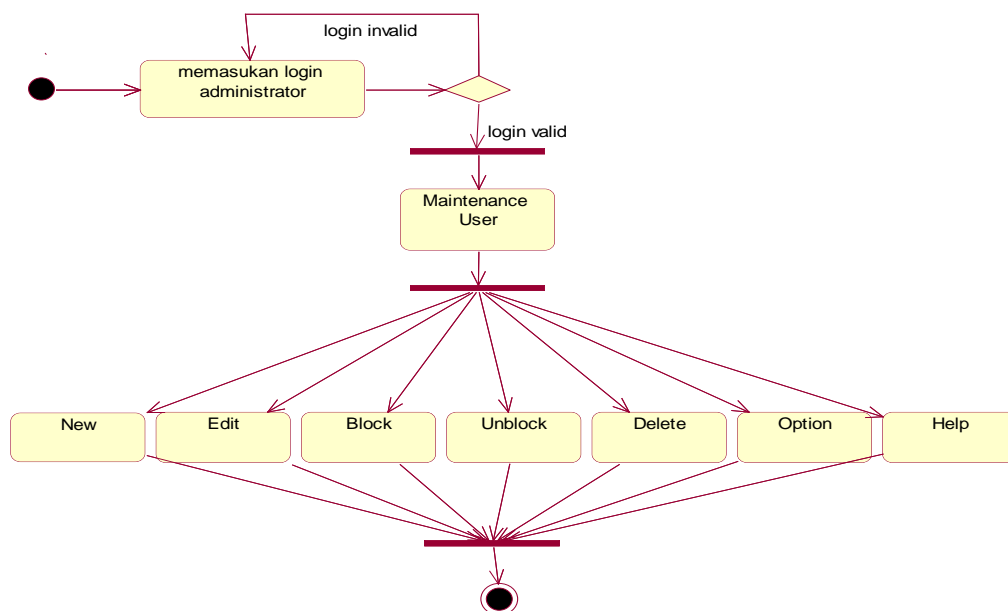 login invalid
memasukan login
administrator
login valid
Maintenance
User
New
Edit
Block
Unblock
Delete
Option
Help